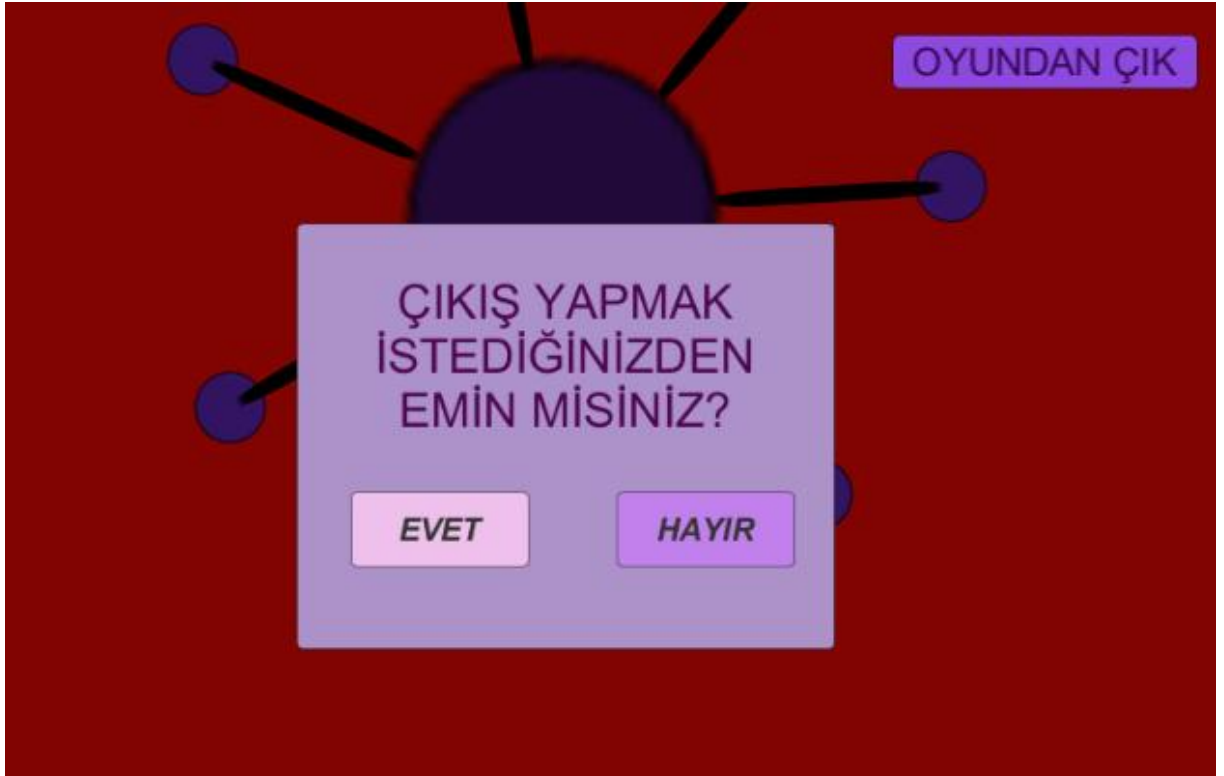 OYUNDAN ÇIK
ÇIKIŞ YAPMAK
İSTEDİĞİNİZDEN
EMİN MİSİNİZ?
EVET
HAYIR